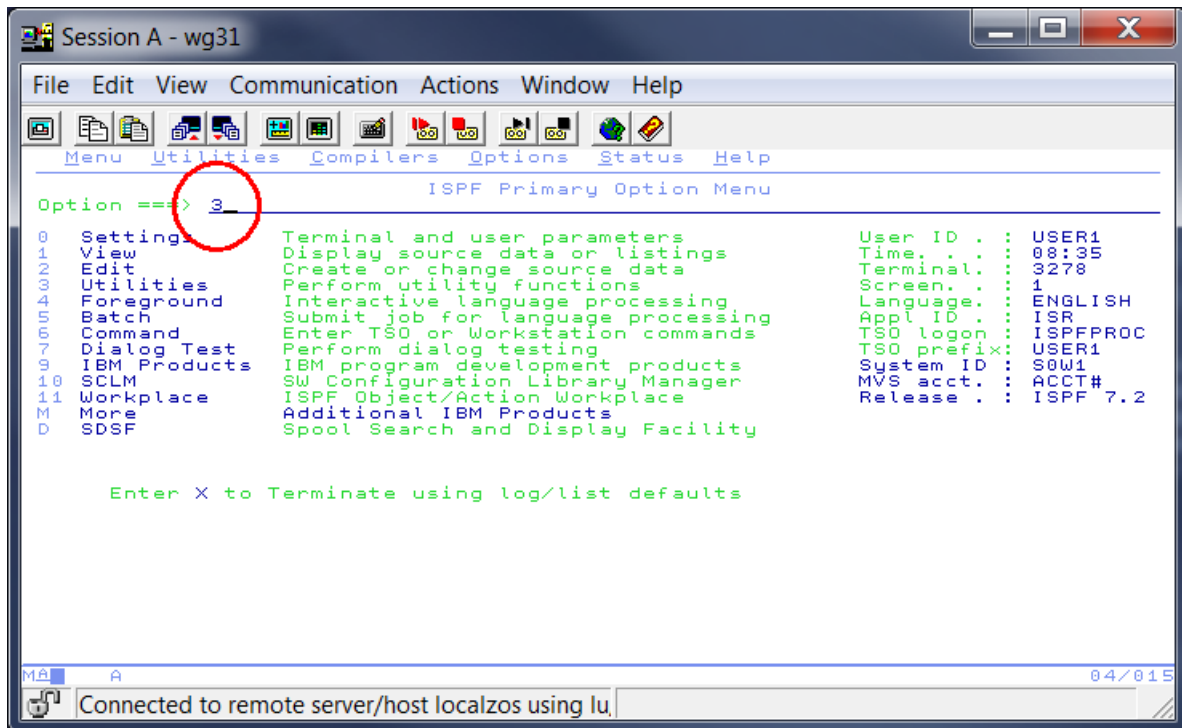 Session A - wg31
File Edit View Communication Actions Window Help
Menu Utilities Compilers Options Status Help
ISPF Primary Option Menu
Option ===> 3_
0 Settings Terminal and user parameters User ID . : USER1
1 View Display source data or listings Time. . . : 08:35
2 Edit Create or change source data Terminal. : 3278
3 Utilities Perform utility functions Screen. . : 1
4 Foreground Interactive language processing Language. : ENGLISH
5 Batch Submit job for language processing Appl ID . : ISR
6 Command Enter TSO or Workstation commands TSO logon : ISPFPROC
7 Dialog Test Perform dialog testing TSO prefix: USER1
9 IBM Products IBM program development products System ID : S0W1
10 SCLM SW Configuration Library Manager MVS acct. : ACCT#
11 Workplace ISPF Object/Action Workplace Release . : ISPF 7.2
M More Additional IBM Products
D SDSF Spool Search and Display Facility
Enter X to Terminate using log/list defaults
MA A 04/015
Connected to remote server/host localzos using lu